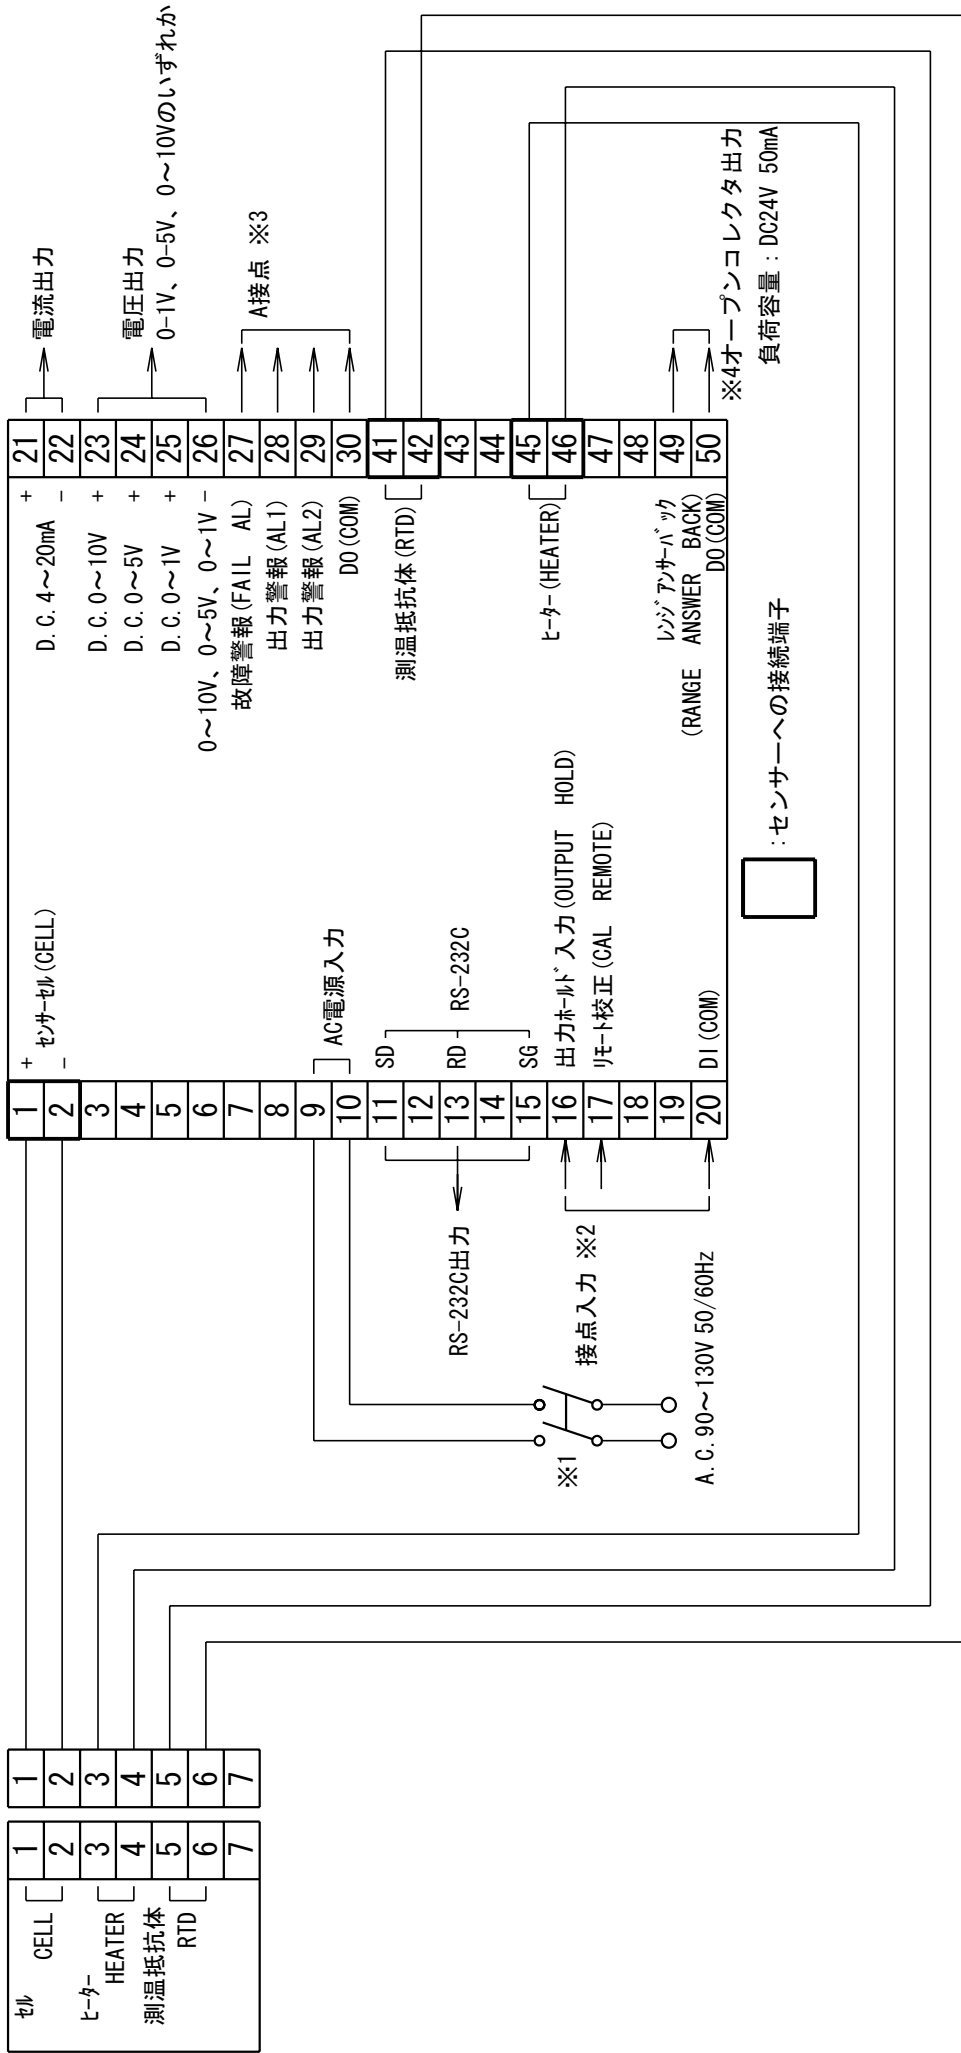 セル
CELL
ヒーター
HEATER
測温抵抗体
RTD
1
2
3
4
5
6
7
1
2
3
4
5
6
7
1
2
3
4
5
6
7
8
9
10
11
12
13
14
15
16
17
18
19
20
+
センサーセル(CELL)
−
AC電源入力
SD
RD
SG
RS-232C
出力ホールド入力(OUTPUT HOLD)
リモート校正(CAL REMOTE)
DI(COM)
RS-232C出力
接点入力 ※2
※1
A.C.90~130V 50/60Hz
D.C.4~20mA +
−
D.C.0~10V +
D.C.0~5V +
D.C.0~1V +
0~10V、0~5V、0~1V −
故障警報(FAIL AL)
出力警報(AL1)
出力警報(AL2)
DO(COM)
測温抵抗体(RTD)
ヒーター(HEATER)
レンジアンサーバック
(RANGE ANSWER BACK)
DO(COM)
21
22
23
24
25
26
27
28
29
30
41
42
43
44
45
46
47
48
49
50
電流出力
電圧出力
0-1V、0-5V、0~10Vのいずれか
A接点 ※3
※4オープンコレクタ出力
負荷容量:DC24V 50mA
:センサーへの接続端子